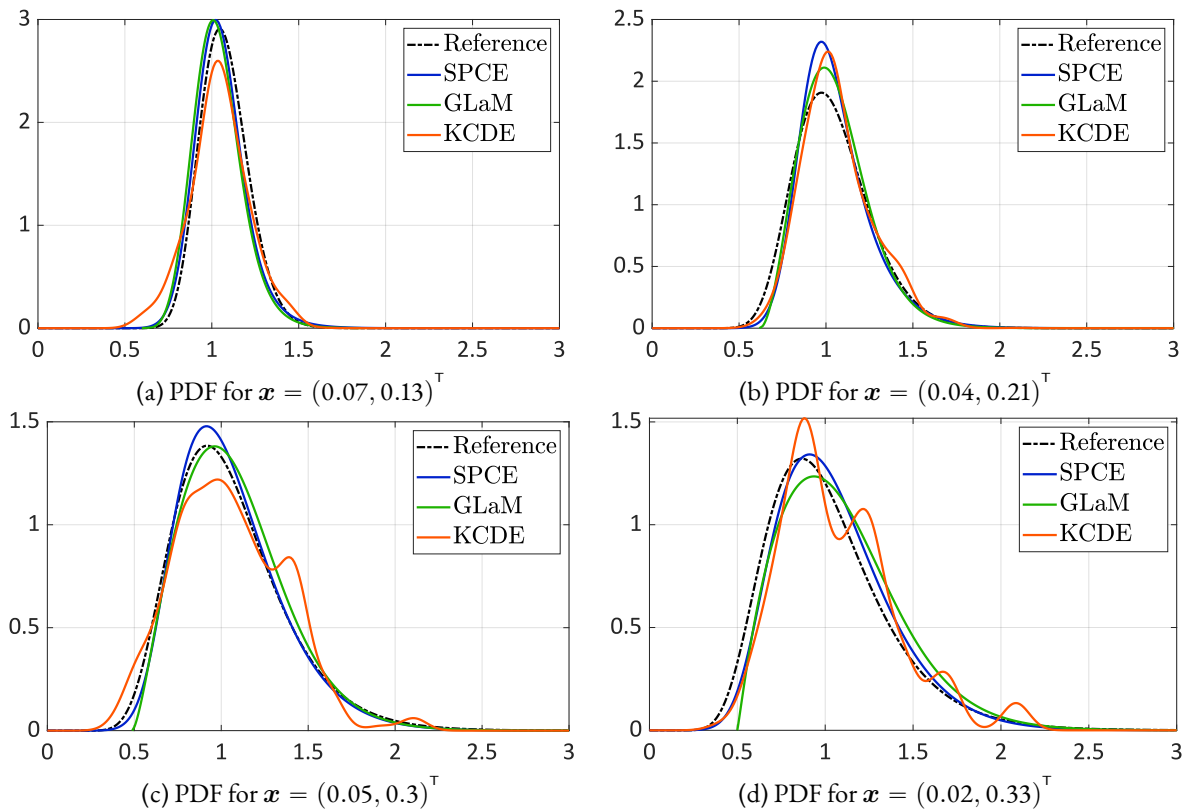 3
2
1
0
0
0.5
1
1.5
2
2.5
3
Reference
SPCE
GLaM
KCDE
(a) PDF for x = (0.07, 0.13)ᵀ
2.5
2
1.5
1
0.5
0
0
0.5
1
1.5
2
2.5
3
Reference
SPCE
GLaM
KCDE
(b) PDF for x = (0.04, 0.21)ᵀ
1.5
1
0.5
0
0
0.5
1
1.5
2
2.5
3
Reference
SPCE
GLaM
KCDE
(c) PDF for x = (0.05, 0.3)ᵀ
1.5
1
0.5
0
0
0.5
1
1.5
2
2.5
3
Reference
SPCE
GLaM
KCDE
(d) PDF for x = (0.02, 0.33)ᵀ